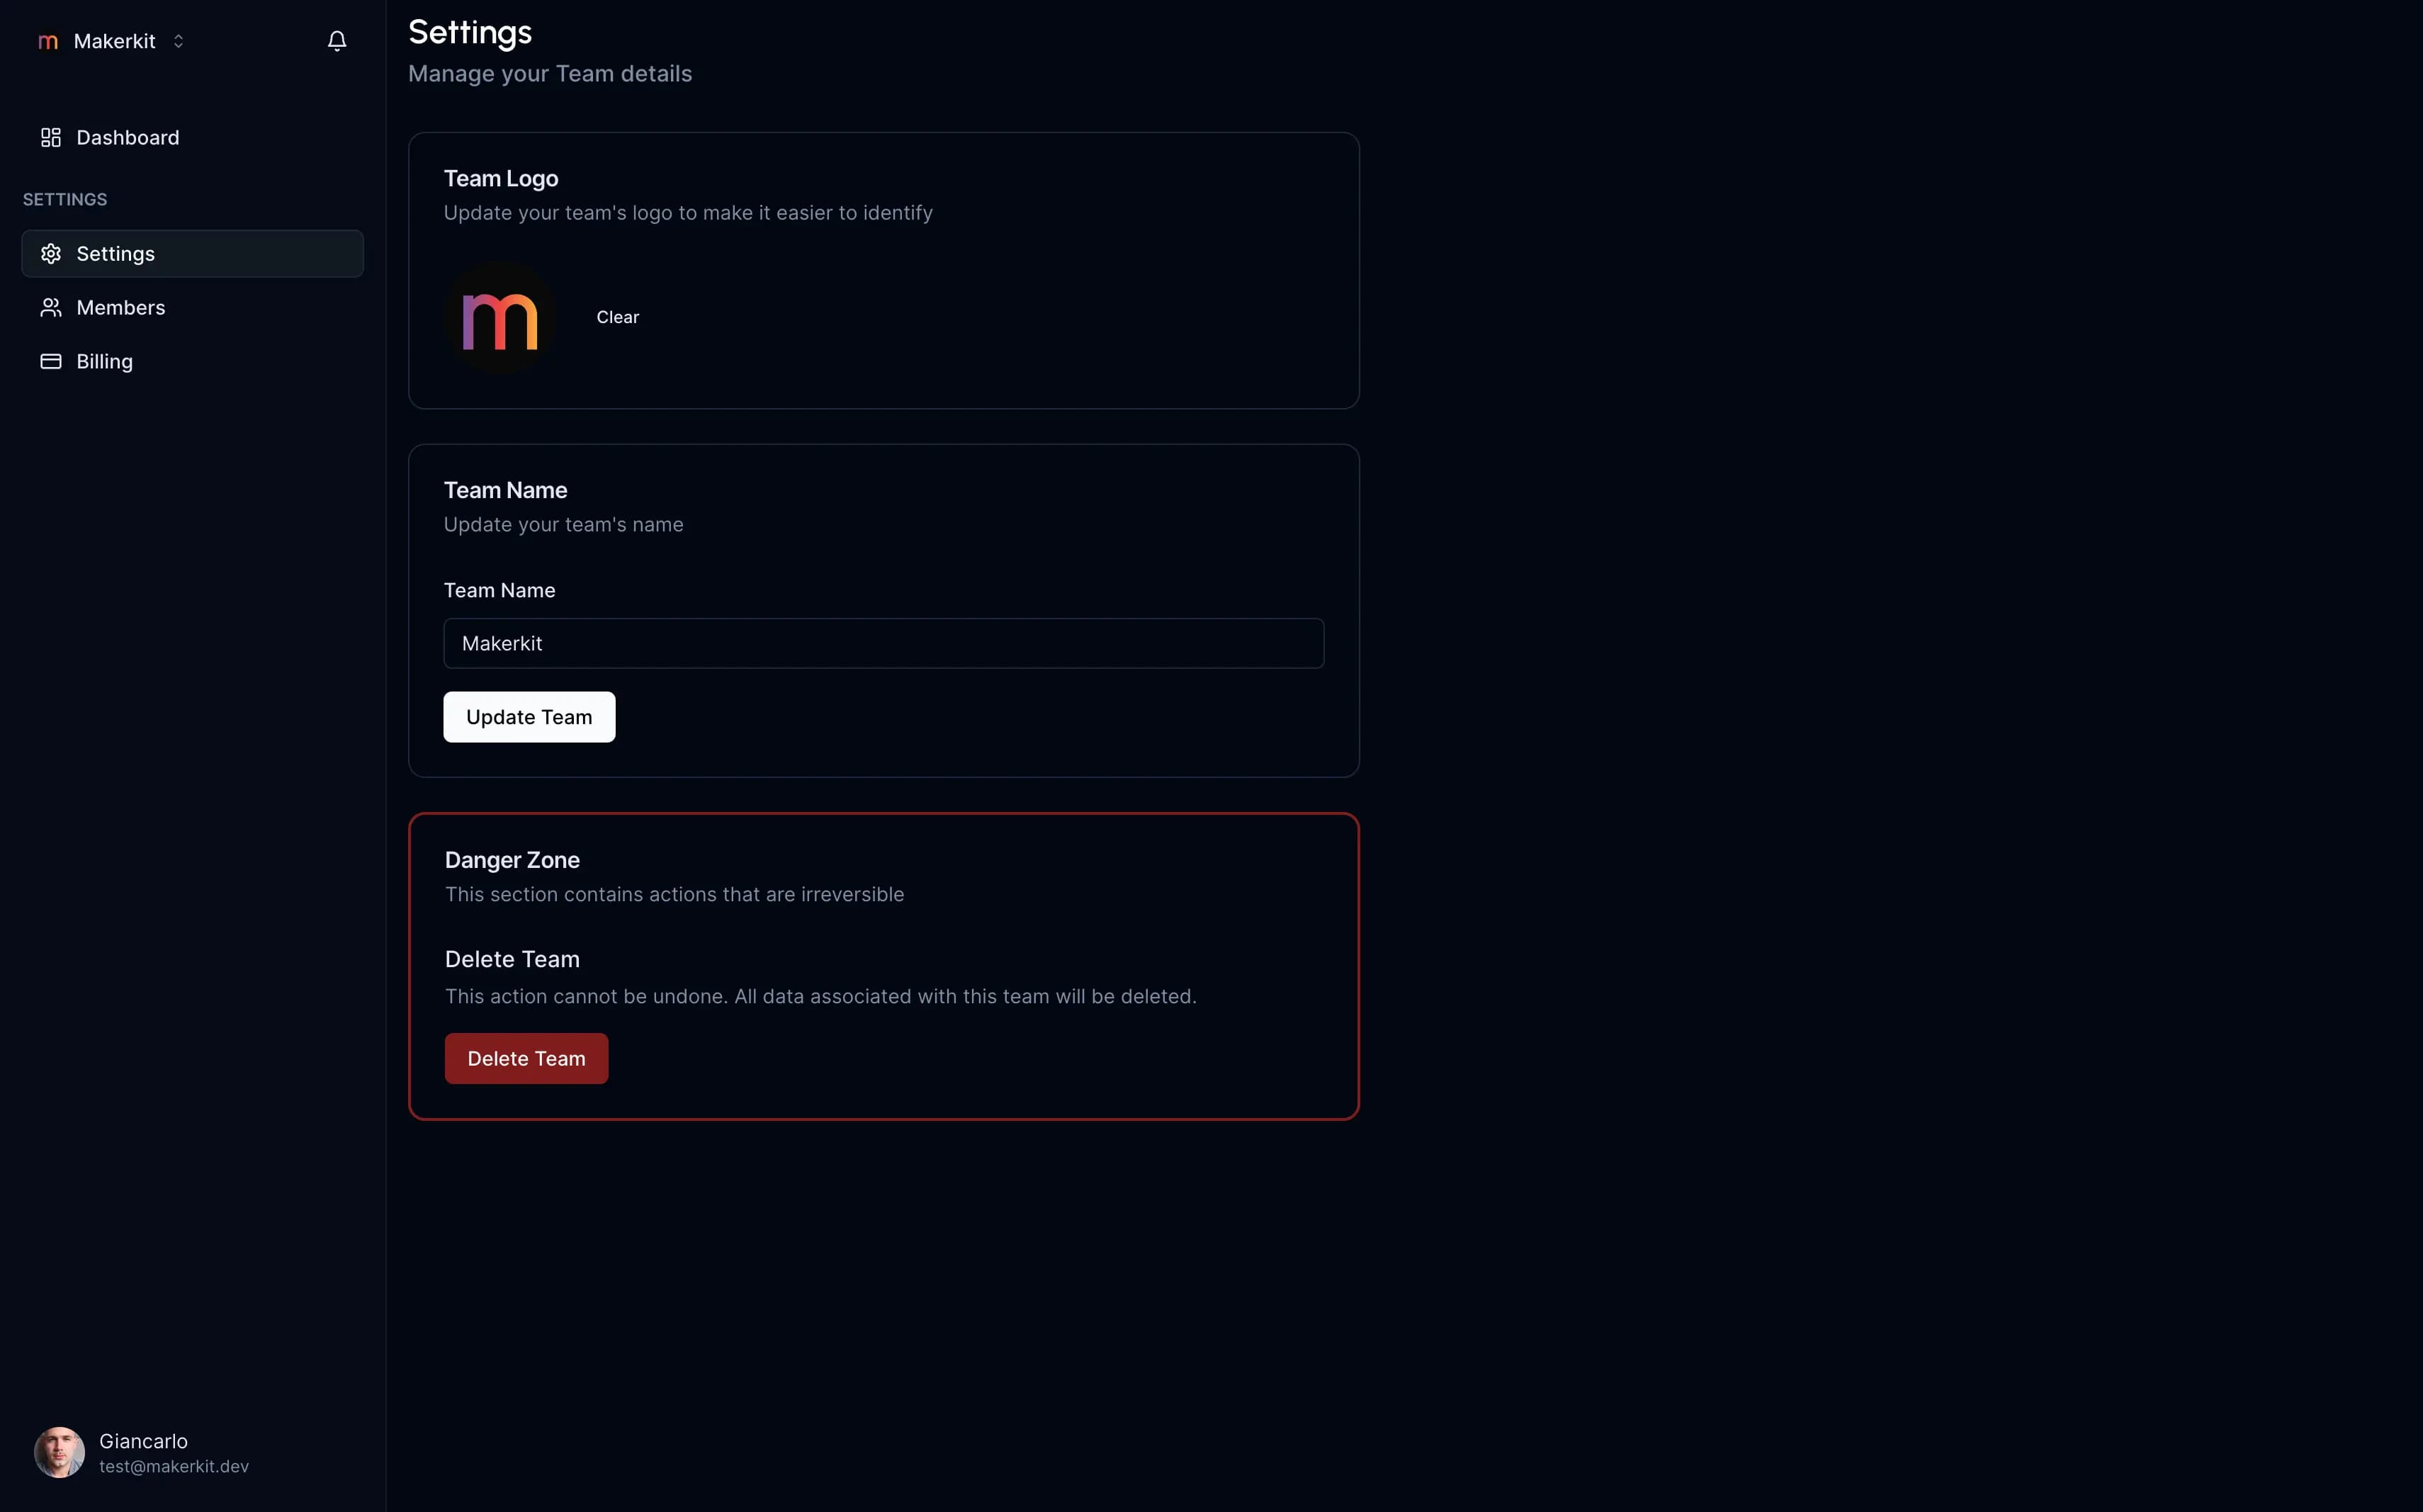 m Makerkit
Dashboard
SETTINGS
Settings
Members
Billing
Giancarlo
test@makerkit.dev
Settings
Manage your Team details
Team Logo
Update your team's logo to make it easier to identify
m
Clear
Team Name
Update your team's name
Team Name
Makerkit
Update Team
Danger Zone
This section contains actions that are irreversible
Delete Team
This action cannot be undone. All data associated with this team will be deleted.
Delete Team